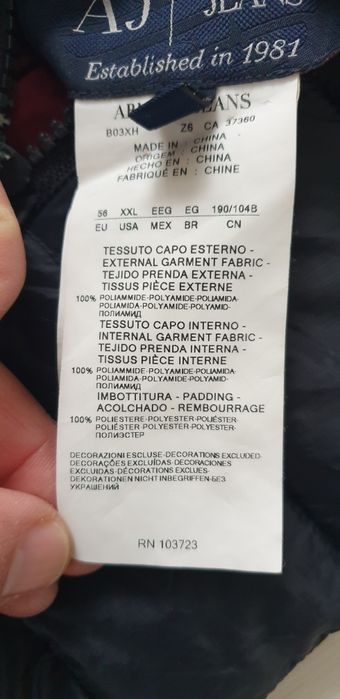 AJ JEANS
Established in 1981
AR JEANS
B03XH Z6 CA 37360
MADE IN - CHINA
ORIGEM : CHINA
HECHO EN : CHINA
FABRIQUÉ EN : CHINE
56 XXL EEG EG 190/104B
EU USA MEX BR CN
TESSUTO CAPO ESTERNO -
EXTERNAL GARMENT FABRIC -
TEJIDO PRENDA EXTERNA -
TISSUS PIÈCE EXTERNE
100% POLIAMMIDE-POLYAMIDE-POLIAMIDA-
POLIAMIDA-POLYAMIDE-POLYAMID-
ПОЛИАМИД
TESSUTO CAPO INTERNO -
INTERNAL GARMENT FABRIC -
TEJIDO PRENDA INTERNA -
TISSUS PIÈCE INTERNE
100% POLIAMMIDE-POLYAMIDE-POLIAMIDA-
POLIAMIDA-POLYAMIDE-POLYAMID-
ПОЛИАМИД
IMBOTTITURA - PADDING -
ACOLCHADO - REMBOURRAGE
100% POLIESTERE-POLYESTER-POLIÉSTER-
POLIÉSTER-POLYESTER-POLYESTER-
ПОЛИЭСТЕР
DECORAZIONI ESCLUSE-DECORATIONS EXCLUDED-
DECORAÇÕES EXCLUÍDAS-DECORACIONES
EXCLUIDAS-DÉCORATIONS EXCLUES-
DEKORATIONEN NICHT INBEGRIFFEN-БЕЗ
УКРАШЕНИЙ
RN 103723